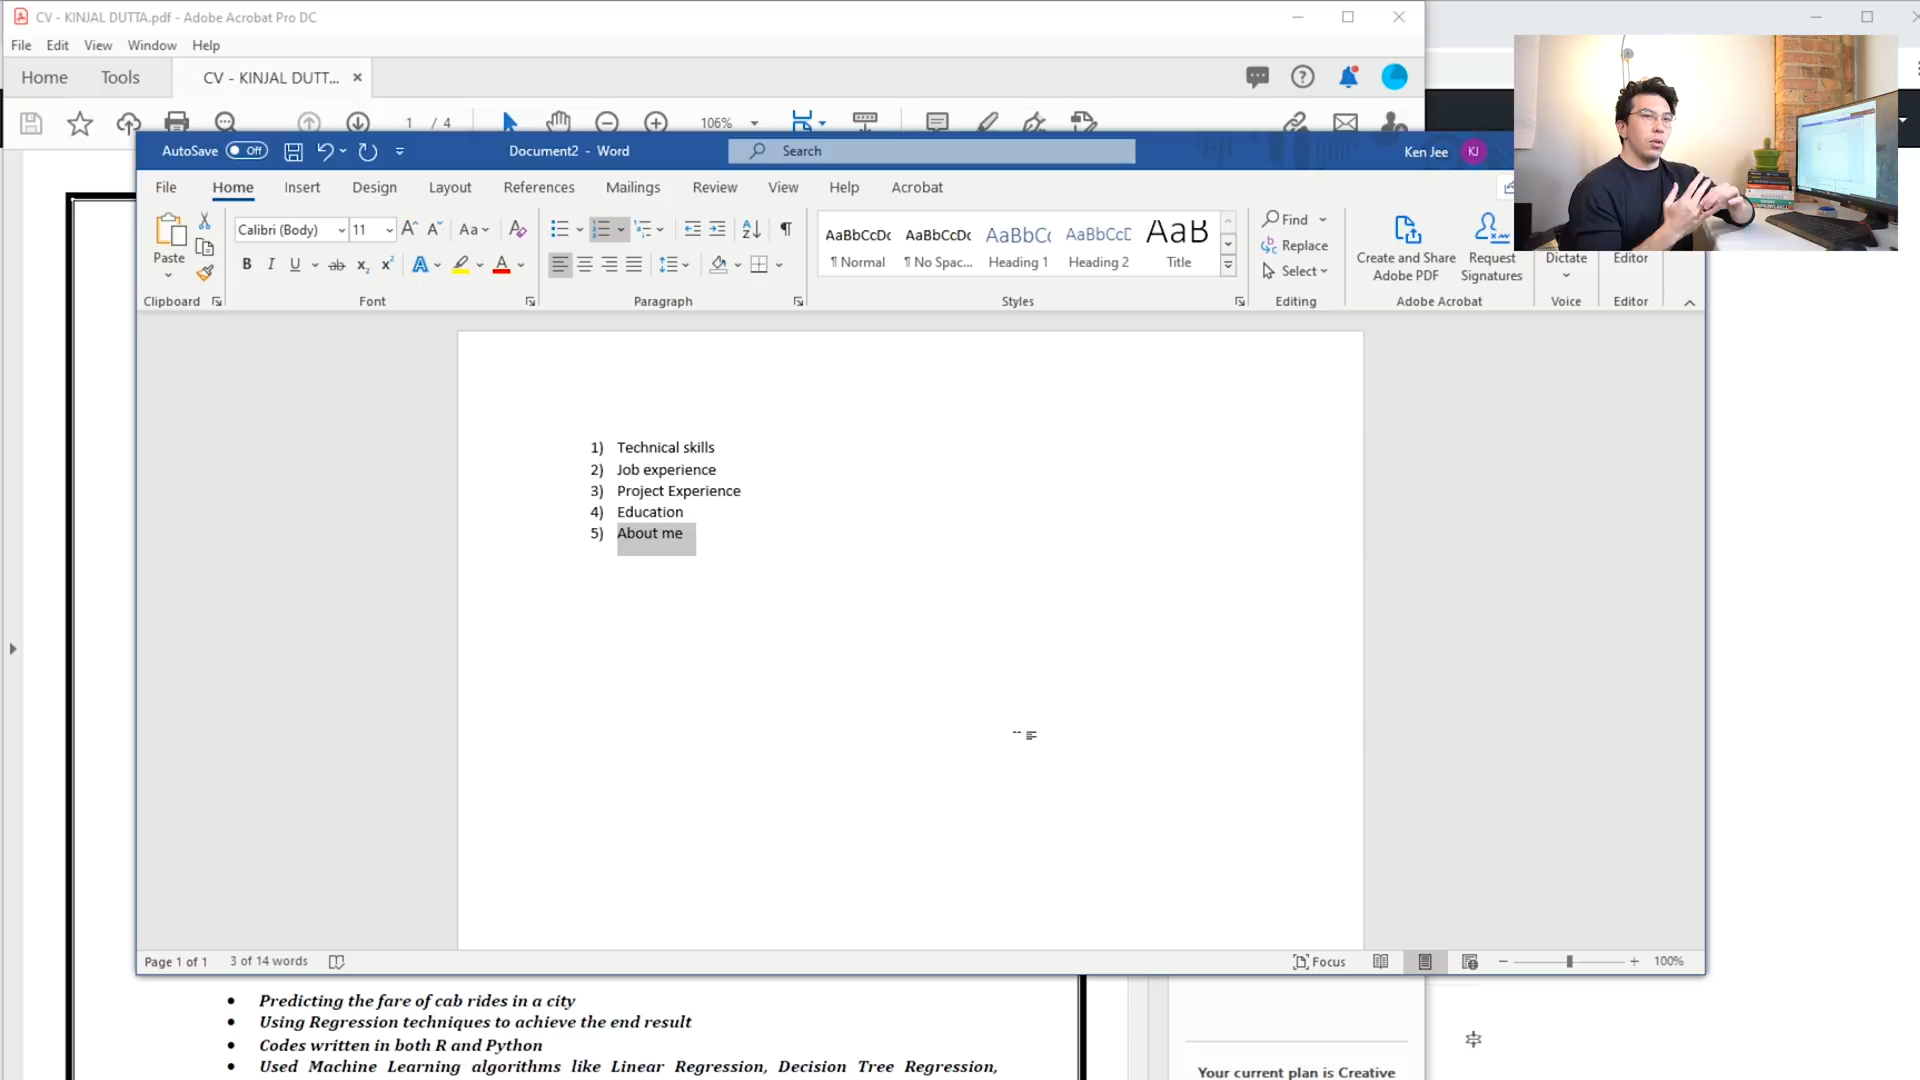 CV - KINJAL DUTTA.pdf - Adobe Acrobat Pro DC
File Edit View Window Help
Home Tools CV - KINJAL DUTT...
1 / 4 106%
AutoSave Off Document2 - Word Search Ken Jee KJ
File Home Insert Design Layout References Mailings Review View Help Acrobat
Paste Calibri (Body) 11 Aa
AaBbCcDc AaBbCcDc AaBbCc AaBbCcD AaB
¶ Normal ¶ No Spac... Heading 1 Heading 2 Title
Find
Replace
Select
Create and Share Adobe PDF
Request Signatures
Dictate
Editor
Clipboard Font Paragraph Styles Editing Adobe Acrobat Voice Editor
1) Technical skills
2) Job experience
3) Project Experience
4) Education
5) About me
Page 1 of 1 3 of 14 words Focus 100%
• Predicting the fare of cab rides in a city
• Using Regression techniques to achieve the end result
• Codes written in both R and Python
• Used Machine Learning algorithms like Linear Regression, Decision Tree Regression,
Your current plan is Creative